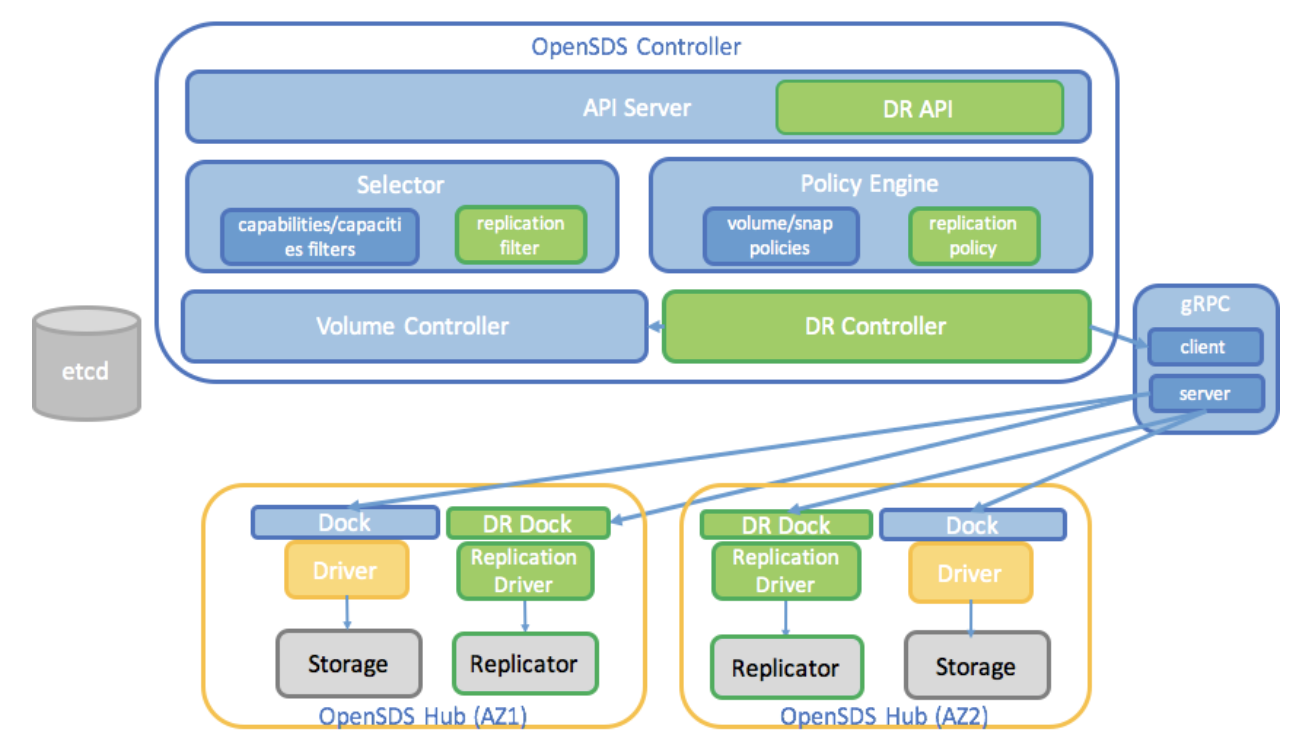 OpenSDS Controller
API Server
DR API
Selector
capabilities/capaciti
es filters
replication
filter
Policy Engine
volume/snap
policies
replication
policy
Volume Controller
DR Controller
etcd
gRPC
client
server
Dock
Driver
Storage
DR Dock
Replication
Driver
Replicator
OpenSDS Hub (AZ1)
DR Dock
Replication
Driver
Replicator
Dock
Driver
Storage
OpenSDS Hub (AZ2)